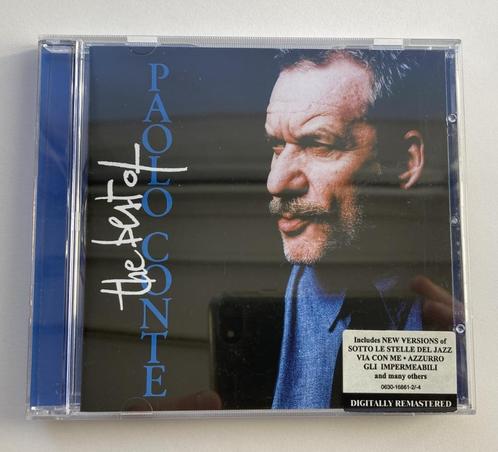 the best of
PAOLO CONTE
Includes NEW VERSIONS of
SOTTO LE STELLE DEL JAZZ
VIA CON ME • AZZURRO
GLI IMPERMEABILI
and many others
0630-16861-2/-4
DIGITALLY REMASTERED